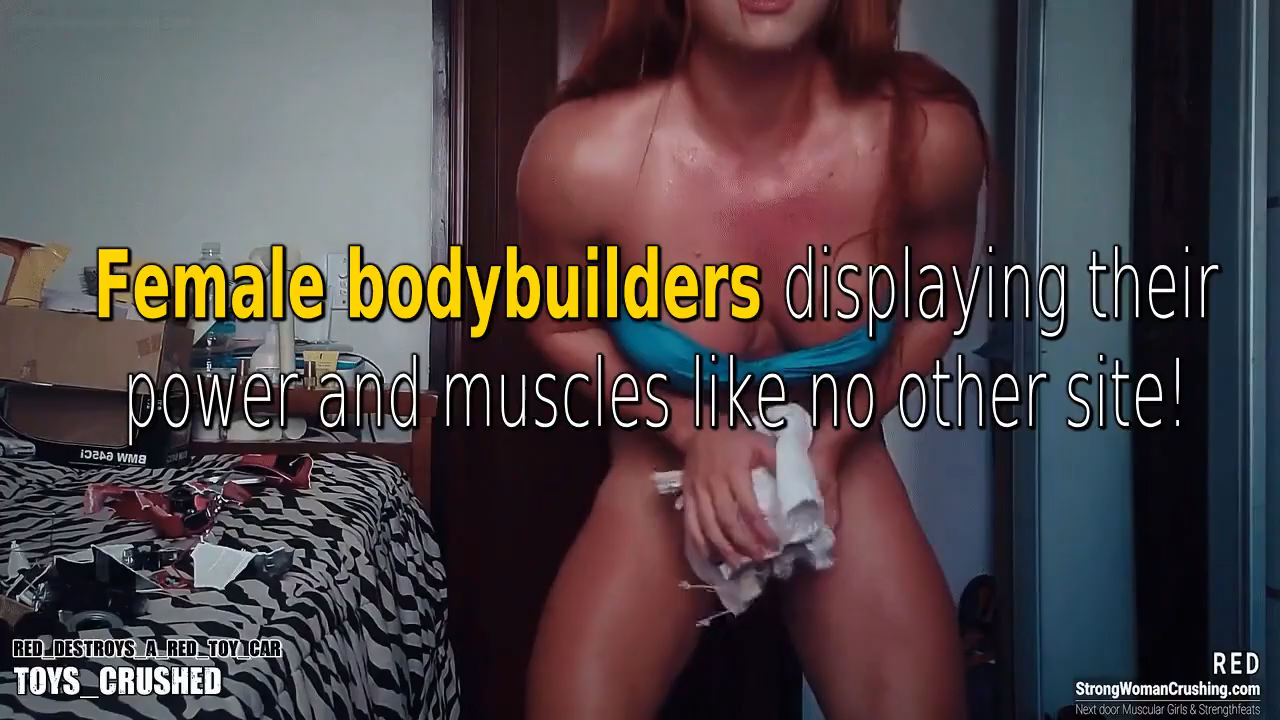 Female bodybuilders displaying their
power and muscles like no other site!
BMW 645Ci
RED_DESTROYS_A_RED_TOY_CAR
TOYS_CRUSHED
RED
StrongWomanCrushing.com
Next door Muscular Girls & Strengthfeats